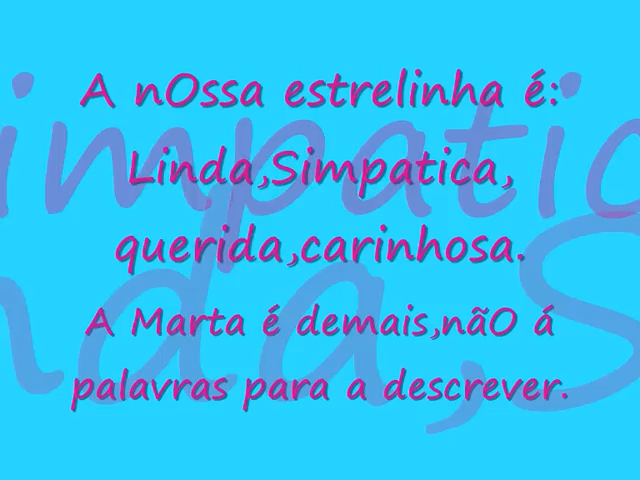 A nOssa estrelinha é:
Linda,Simpatica,
querida,carinhosa.
A Marta é demais,nãO á
palavras para a descrever.